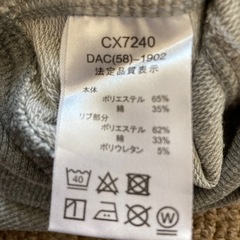 CX7240
DAC(58)-1902
法定品質表示
本体
ポリエステル 65%
綿 35%
リブ部分
ポリエステル 62%
綿 33%
ポリウレタン 5%
40
W